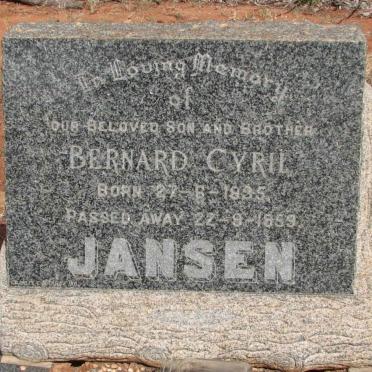 In Loving Memory
of
OUR BELOVED SON AND BROTHER
BERNARD CYRIL
BORN 27-6-1935
PASSED AWAY 22-9-1959
JANSEN